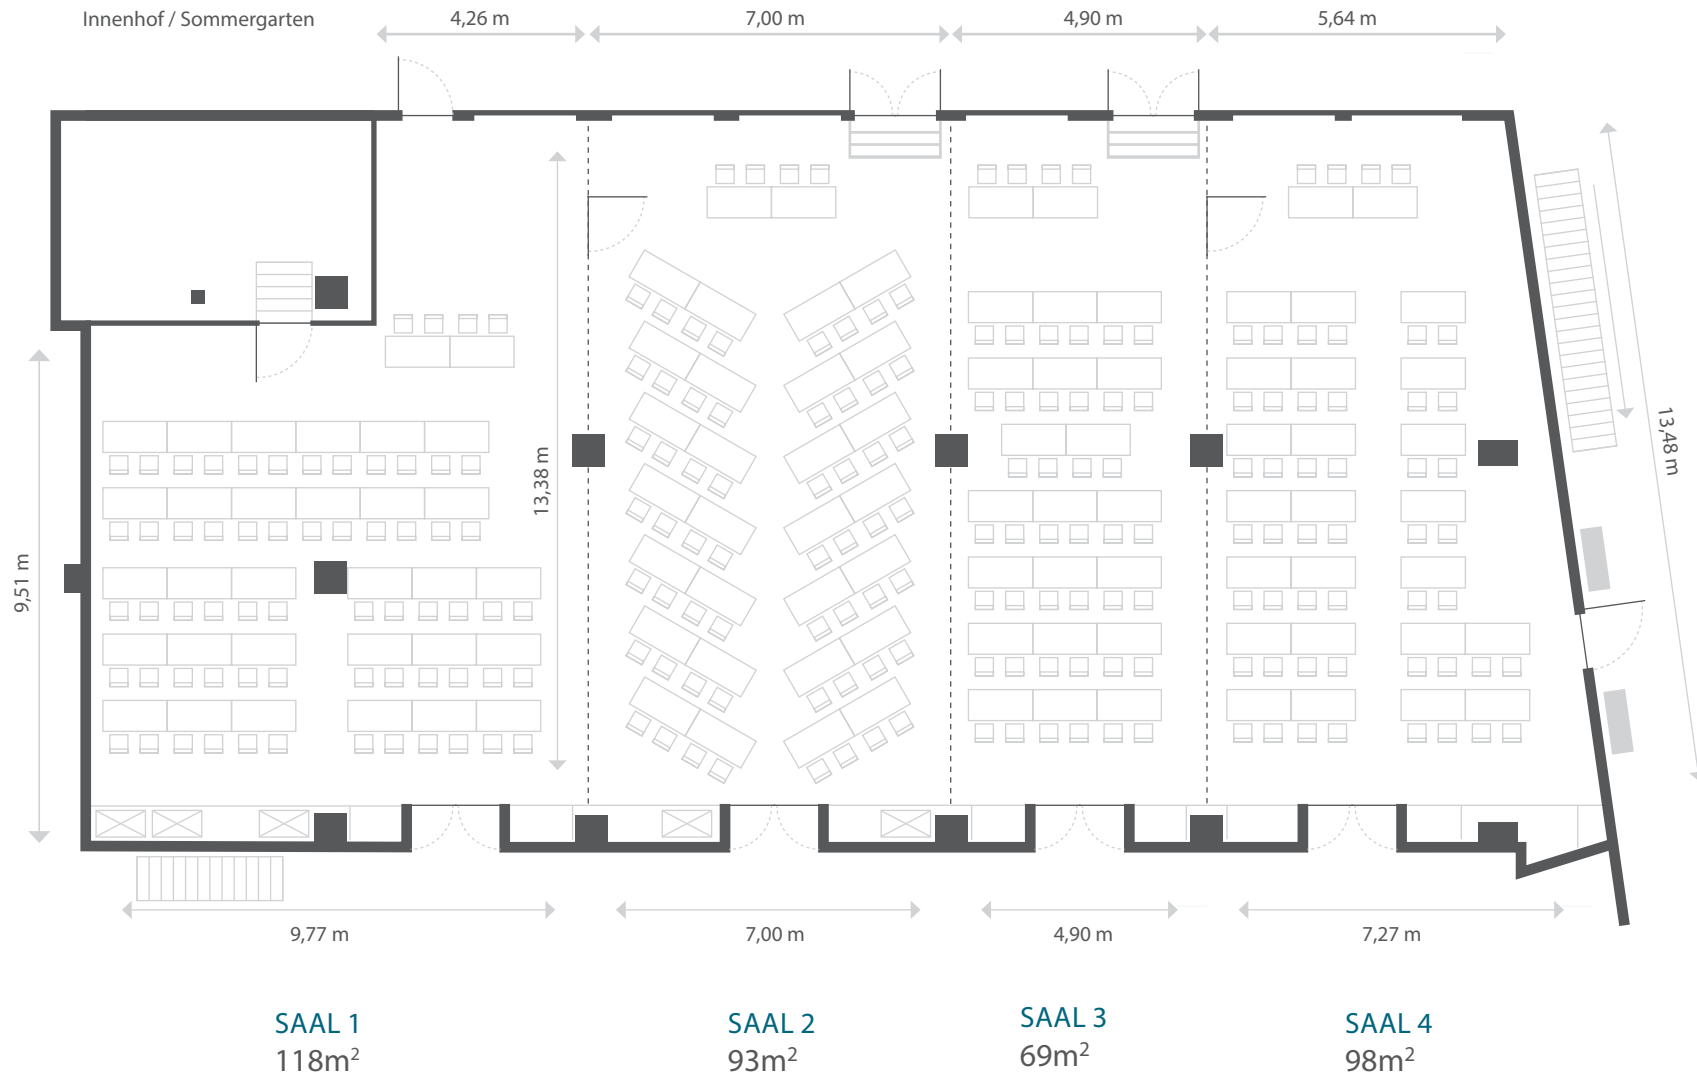 Innenhof / Sommergarten
4,26 m
7,00 m
4,90 m
5,64 m
13,38 m
9,51 m
13,48 m
9,77 m
7,00 m
4,90 m
7,27 m
SAAL 1
118m²
SAAL 2
93m²
SAAL 3
69m²
SAAL 4
98m²